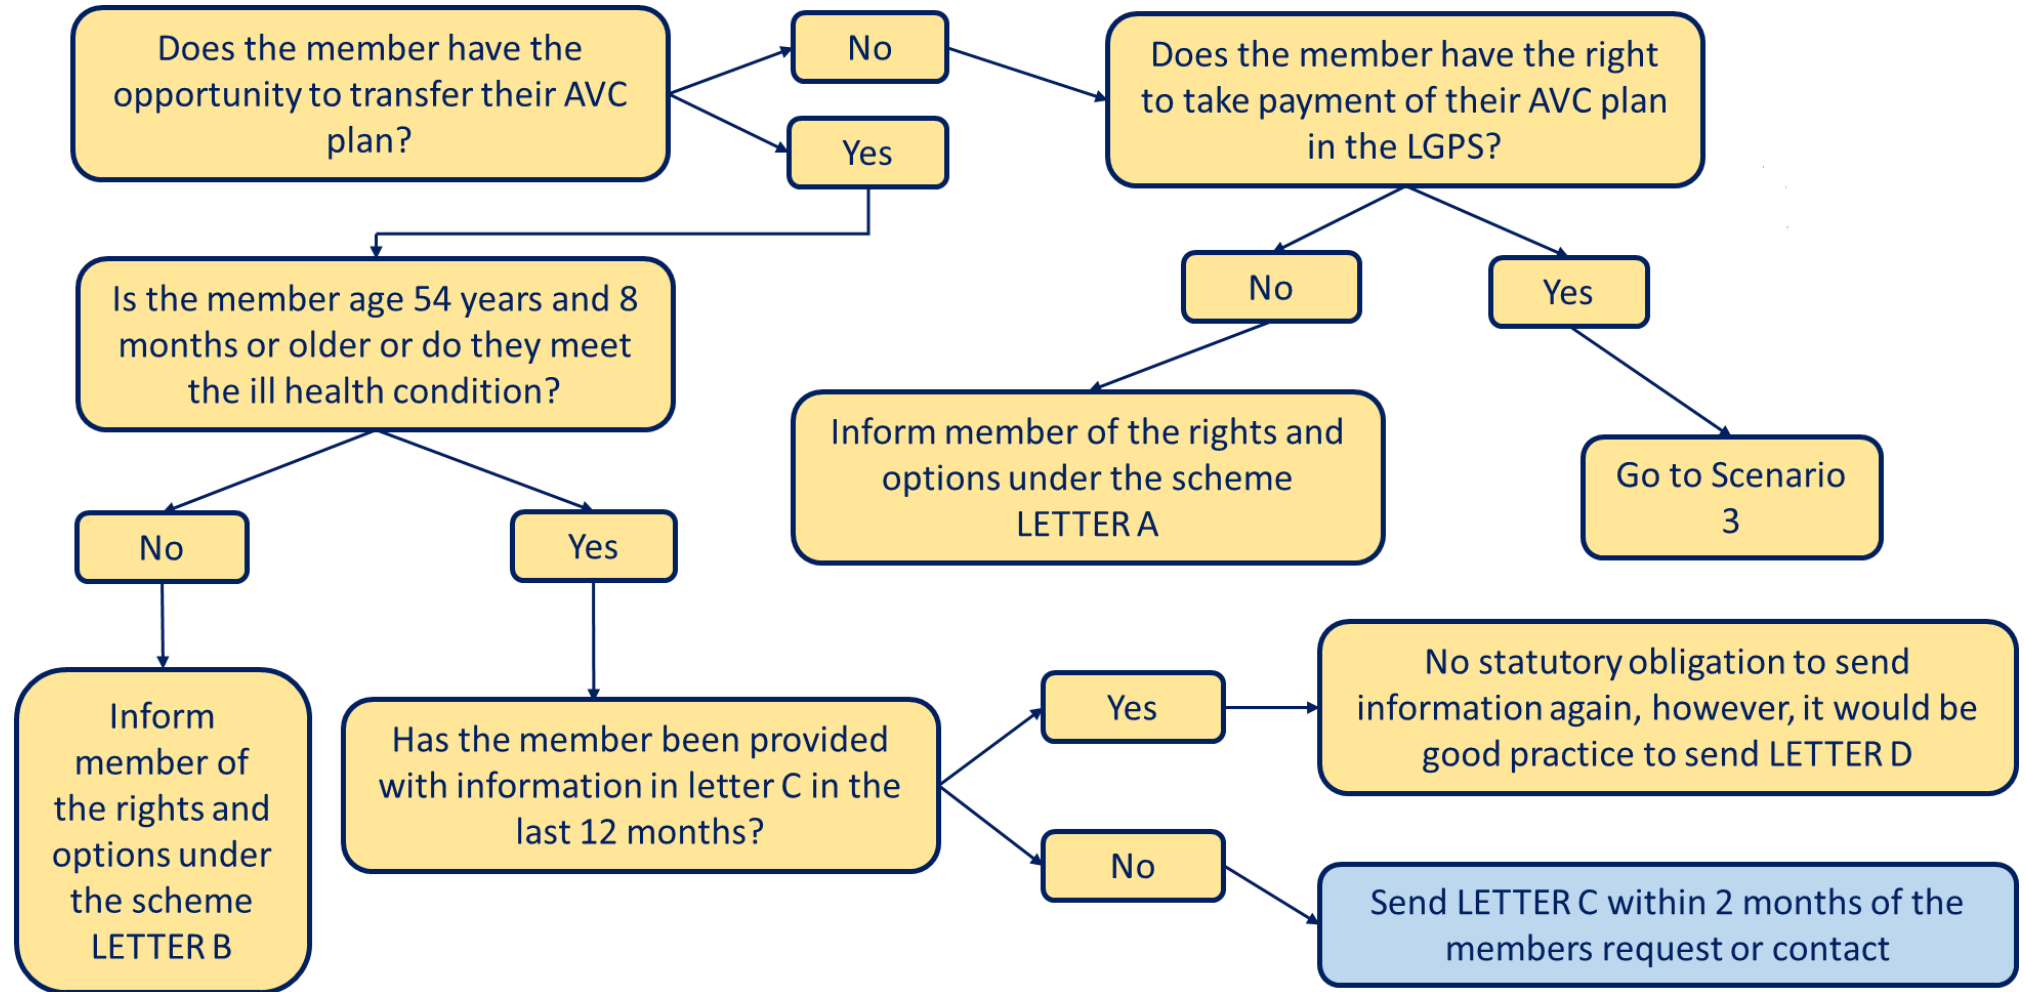 Does the member have the
opportunity to transfer their AVC
plan?
No
Yes
Does the member have the right
to take payment of their AVC plan
in the LGPS?
Is the member age 54 years and 8
months or older or do they meet
the ill health condition?
No
Yes
Inform member of the rights and
options under the scheme
LETTER A
Go to Scenario
3
No
Yes
Inform
member of
the rights and
options under
the scheme
LETTER B
Has the member been provided
with information in letter C in the
last 12 months?
Yes
No
No statutory obligation to send
information again, however, it would be
good practice to send LETTER D
Send LETTER C within 2 months of the
members request or contact